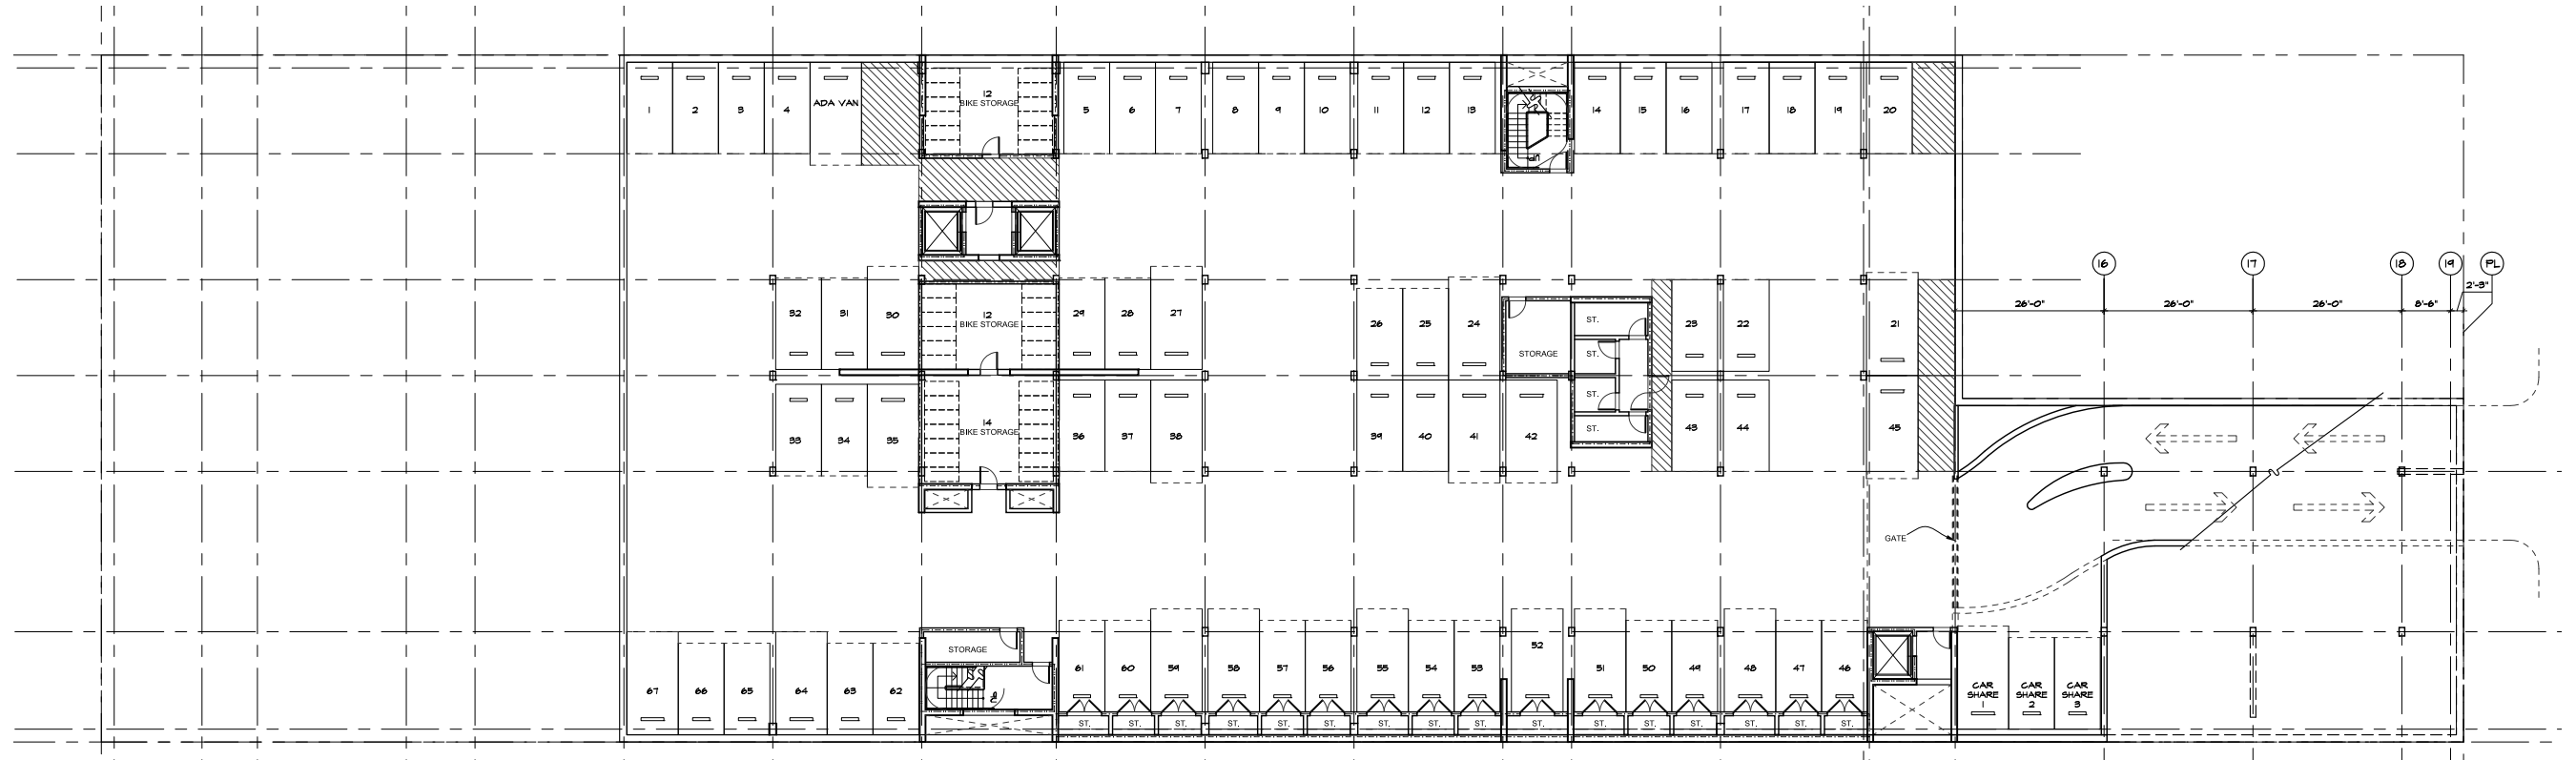 1 2 3 4 ADA VAN
12
BIKE STORAGE
5 6 7 8 9 10 11 12 13
UP
14 15 16 17 18 19 20
16 17 18 19 PL
2'-3"
26'-0" 26'-0" 26'-0" 8'-6"
32 31 30
12
BIKE STORAGE
29 28 27
26 25 24
STORAGE
ST.
ST.
ST.
ST.
23 22
21
33 34 35
14
BIKE STORAGE
36 37 38
39 40 41 42
43 44
45
GATE
67 66 65 64 63 62
STORAGE
UP
61 60 59 58 57 56 55 54 53 52 51 50 49 48 47 46
ST. ST. ST. ST. ST. ST. ST. ST. ST. ST. ST. ST. ST. ST. ST. ST.
CAR
SHARE
1
CAR
SHARE
2
CAR
SHARE
3